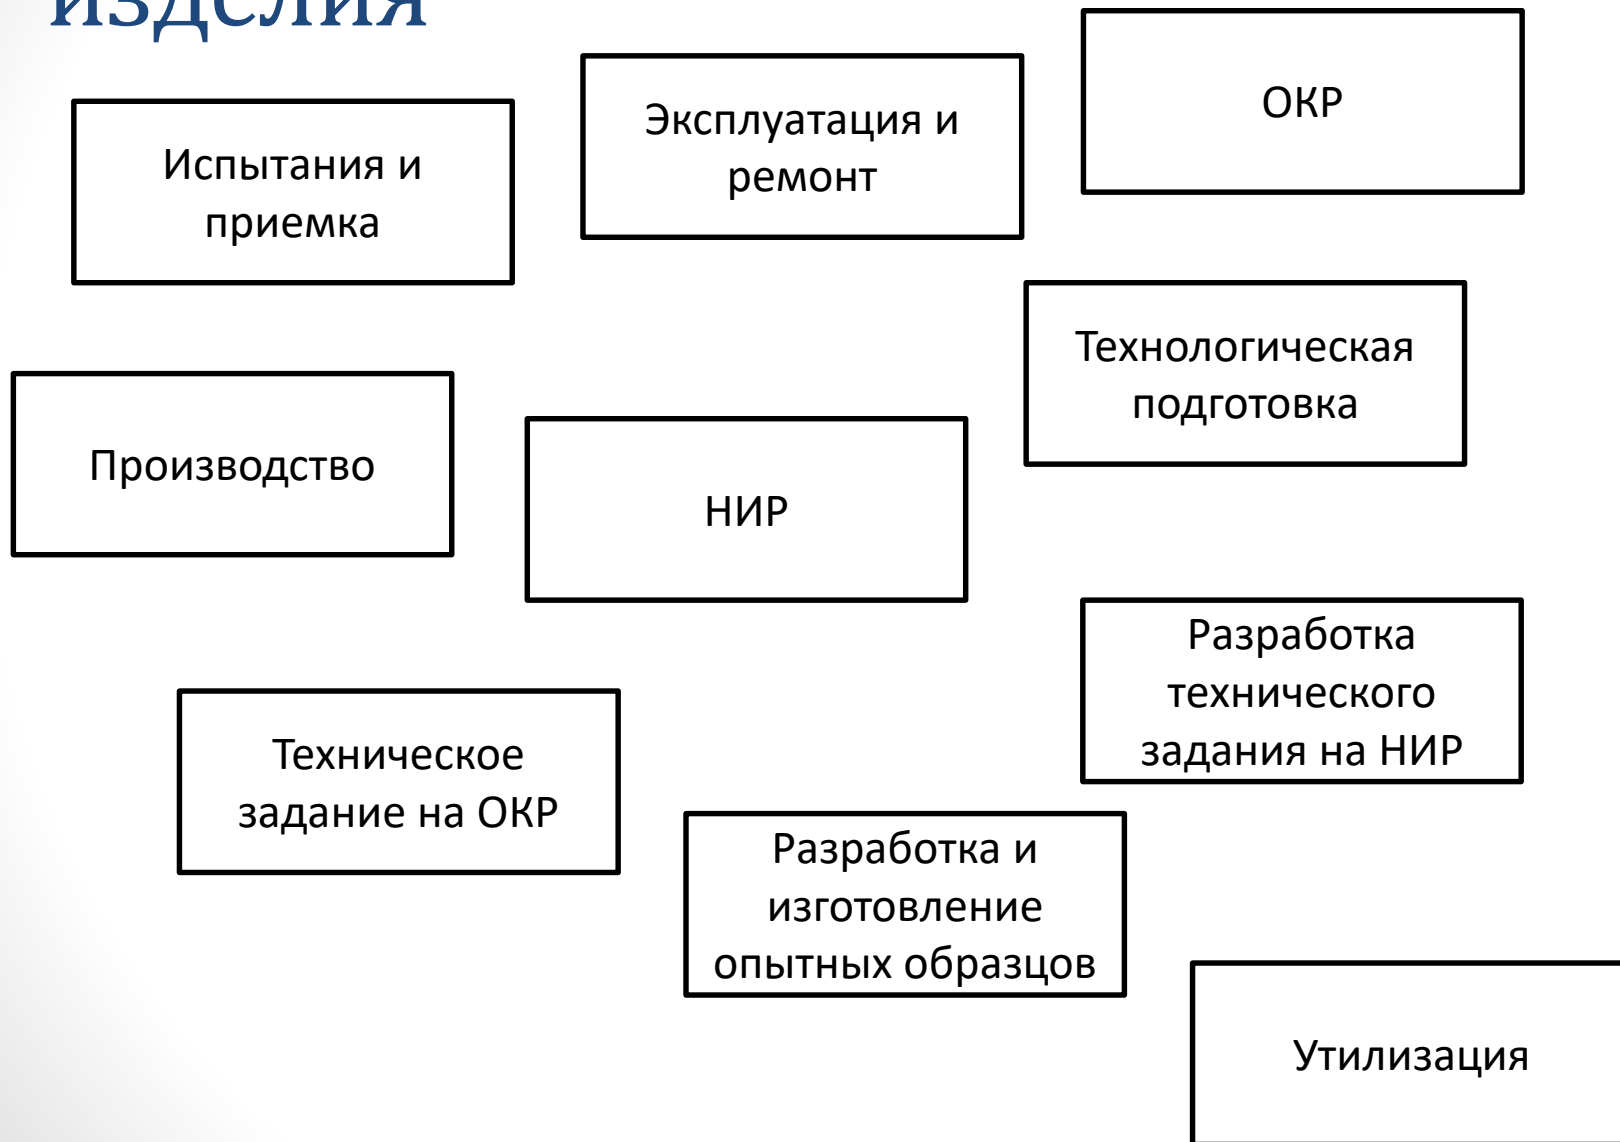 изделия
ОКР
Эксплуатация и
ремонт
Испытания и
приемка
Технологическая
подготовка
Производство
НИР
Разработка
технического
задания на НИР
Техническое
задание на ОКР
Разработка и
изготовление
опытных образцов
Утилизация